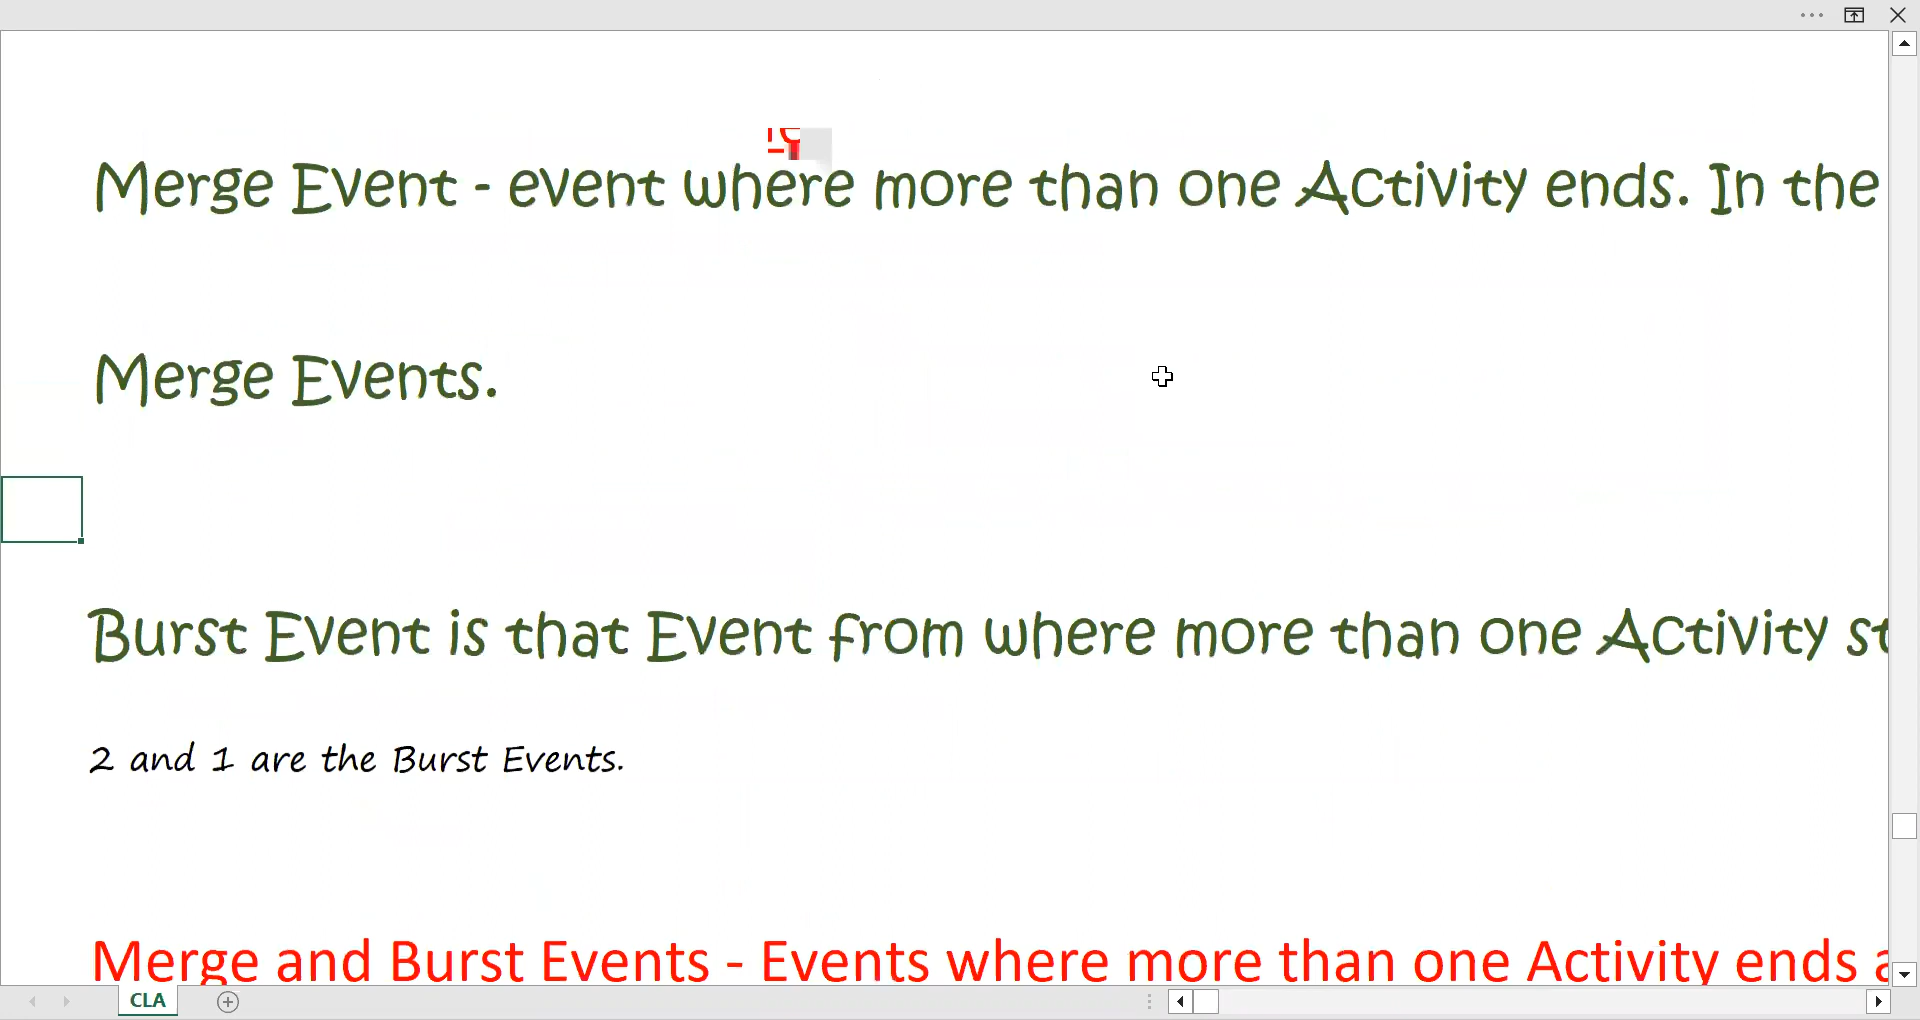 Merge Event - event where more than one Activity ends. In the
Merge Events.
Burst Event is that Event from where more than one Activity
2 and 1 are the Burst Events.
Merge and Burst Events - Events where more than one Activity ends
CLA